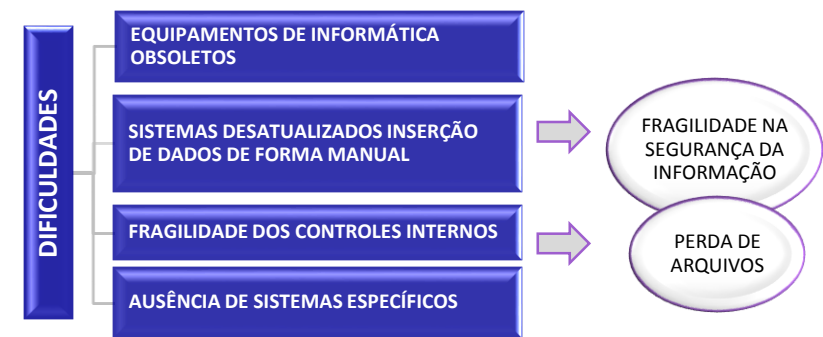 DIFICULDADES
EQUIPAMENTOS DE INFORMÁTICA
OBSOLETOS
SISTEMAS DESATUALIZADOS INSERÇÃO
DE DADOS DE FORMA MANUAL
FRAGILIDADE DOS CONTROLES INTERNOS
AUSÊNCIA DE SISTEMAS ESPECÍFICOS
FRAGILIDADE NA
SEGURANÇA DA
INFORMAÇÃO
PERDA DE
ARQUIVOS